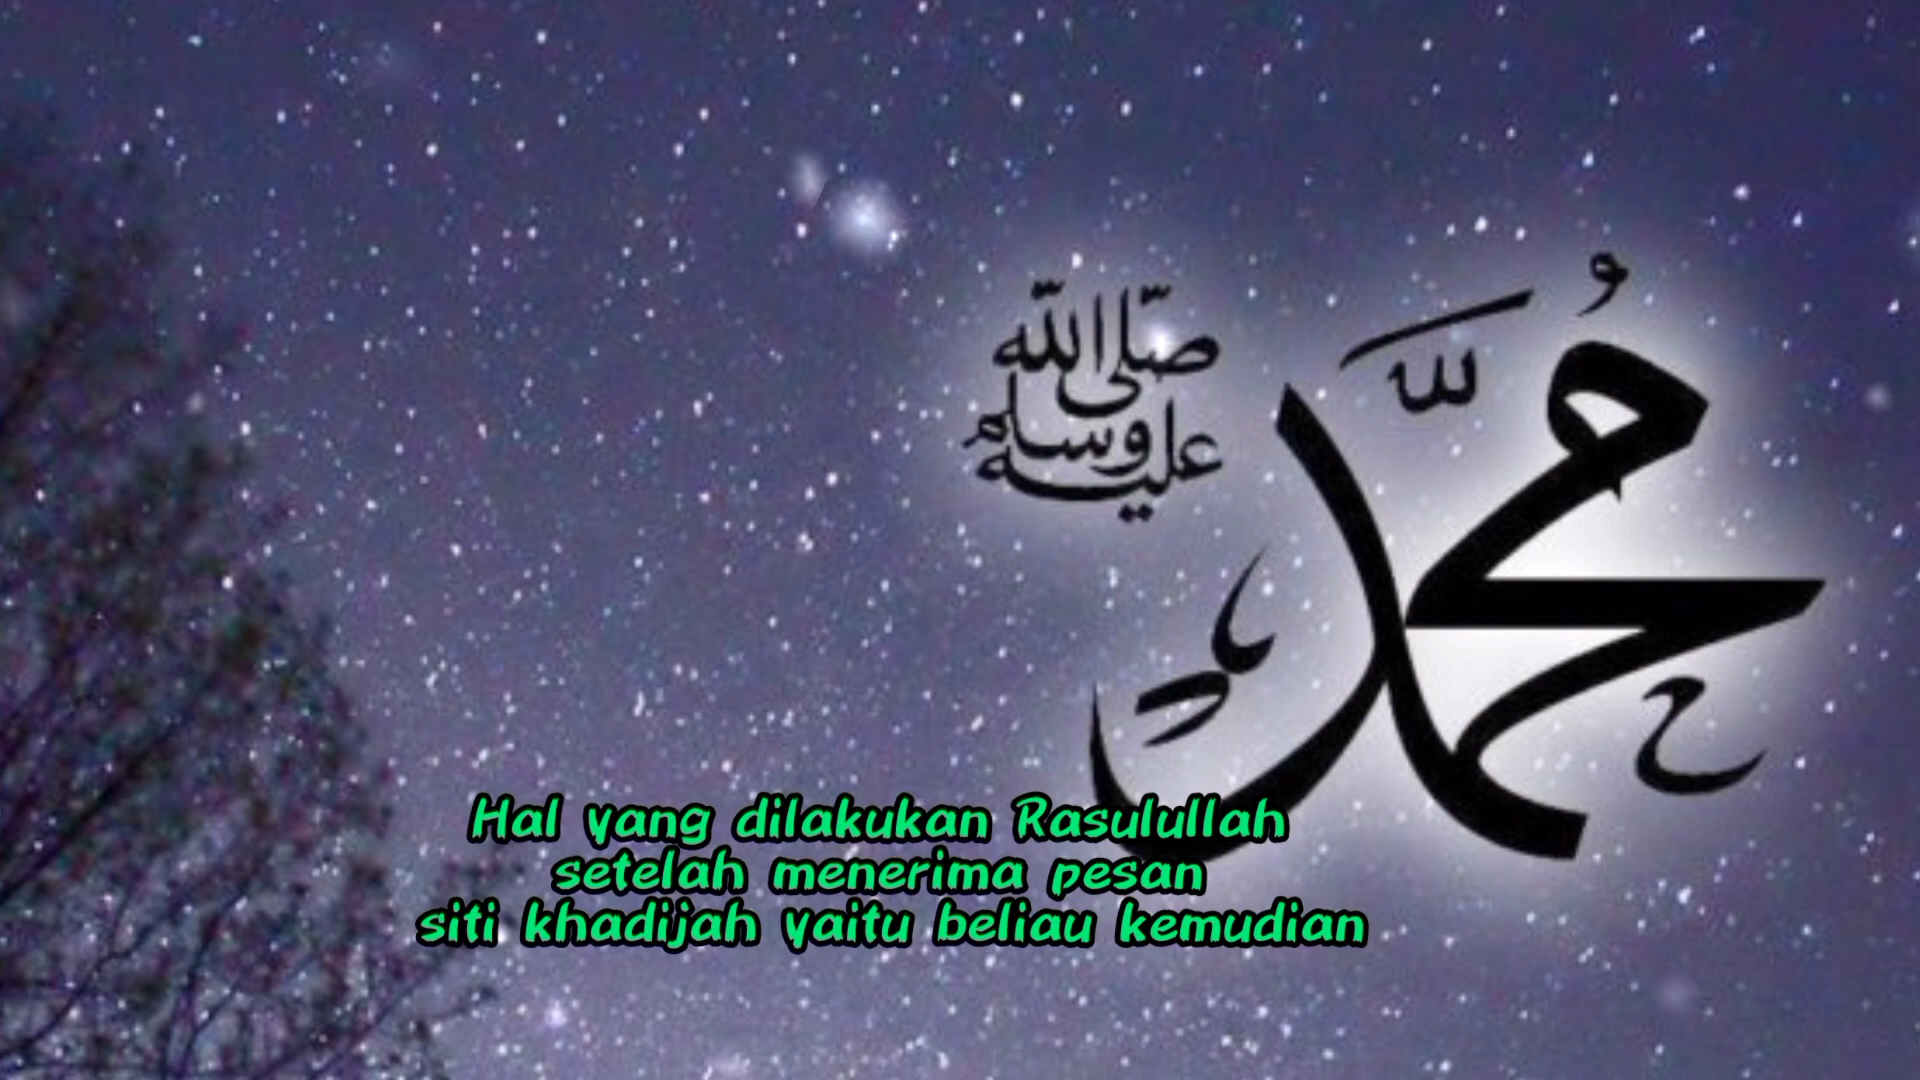 محمد
صلى الله
عليه وسلم
Hal yang dilakukan Rasulullah
setelah menerima pesan
siti khadijah yaitu beliau kemudian